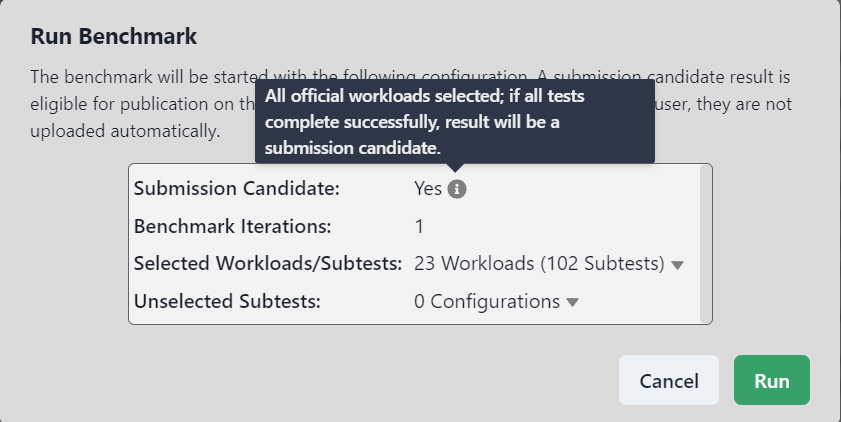 Run Benchmark
The benchmark will be started with the following configuration. A submission candidate result is
eligible for publication on th
user, they are not
uploaded automatically.
All official workloads selected; if all tests
complete successfully, result will be a
submission candidate.
Submission Candidate: Yes
Benchmark Iterations: 1
Selected Workloads/Subtests: 23 Workloads (102 Subtests)
Unselected Subtests: 0 Configurations
Cancel Run